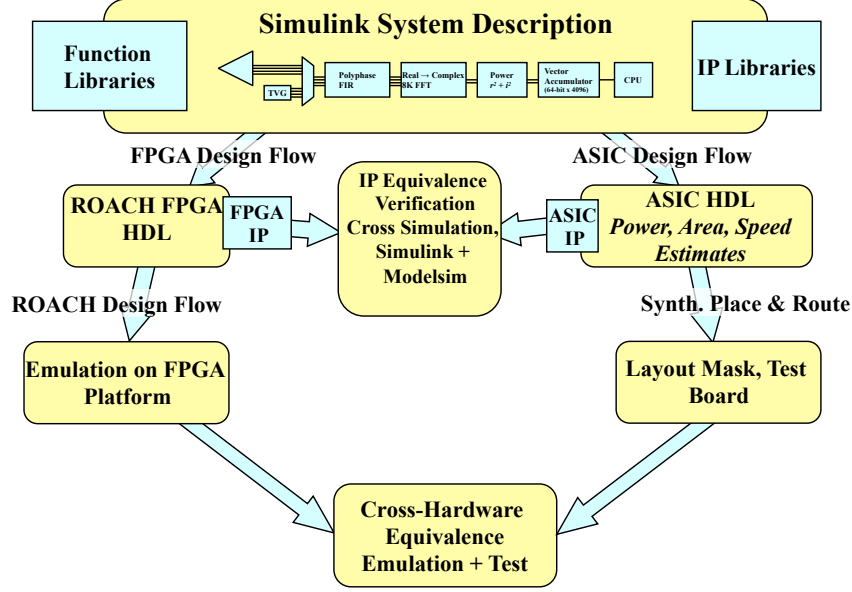 Simulink System Description
Function
Libraries
TVG
Polyphase
FIR
Real → Complex
8K FFT
Power
r² + i²
Vector
Accumulator
(64-bit x 4096)
CPU
IP Libraries
FPGA Design Flow
ASIC Design Flow
ROACH FPGA
HDL
FPGA
IP
IP Equivalence
Verification
Cross Simulation,
Simulink +
Modelsim
ASIC
IP
ASIC HDL
Power, Area, Speed
Estimates
ROACH Design Flow
Synth. Place & Route
Emulation on FPGA
Platform
Layout Mask, Test
Board
Cross-Hardware
Equivalence
Emulation + Test